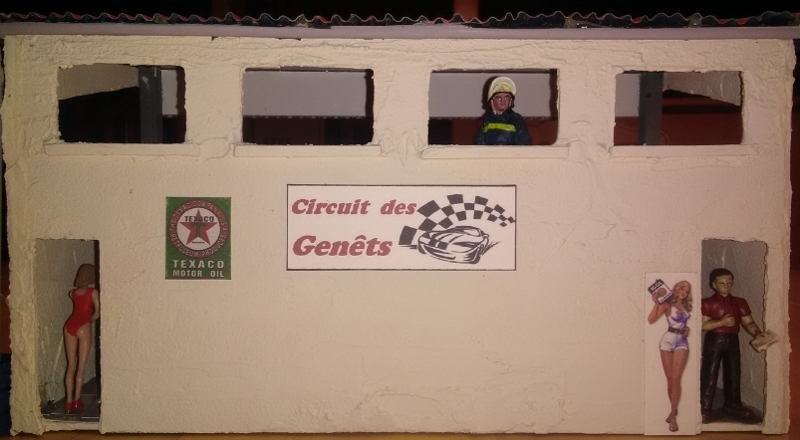 TEXACO
TEXACO
MOTOR OIL
Circuit des
Genêts